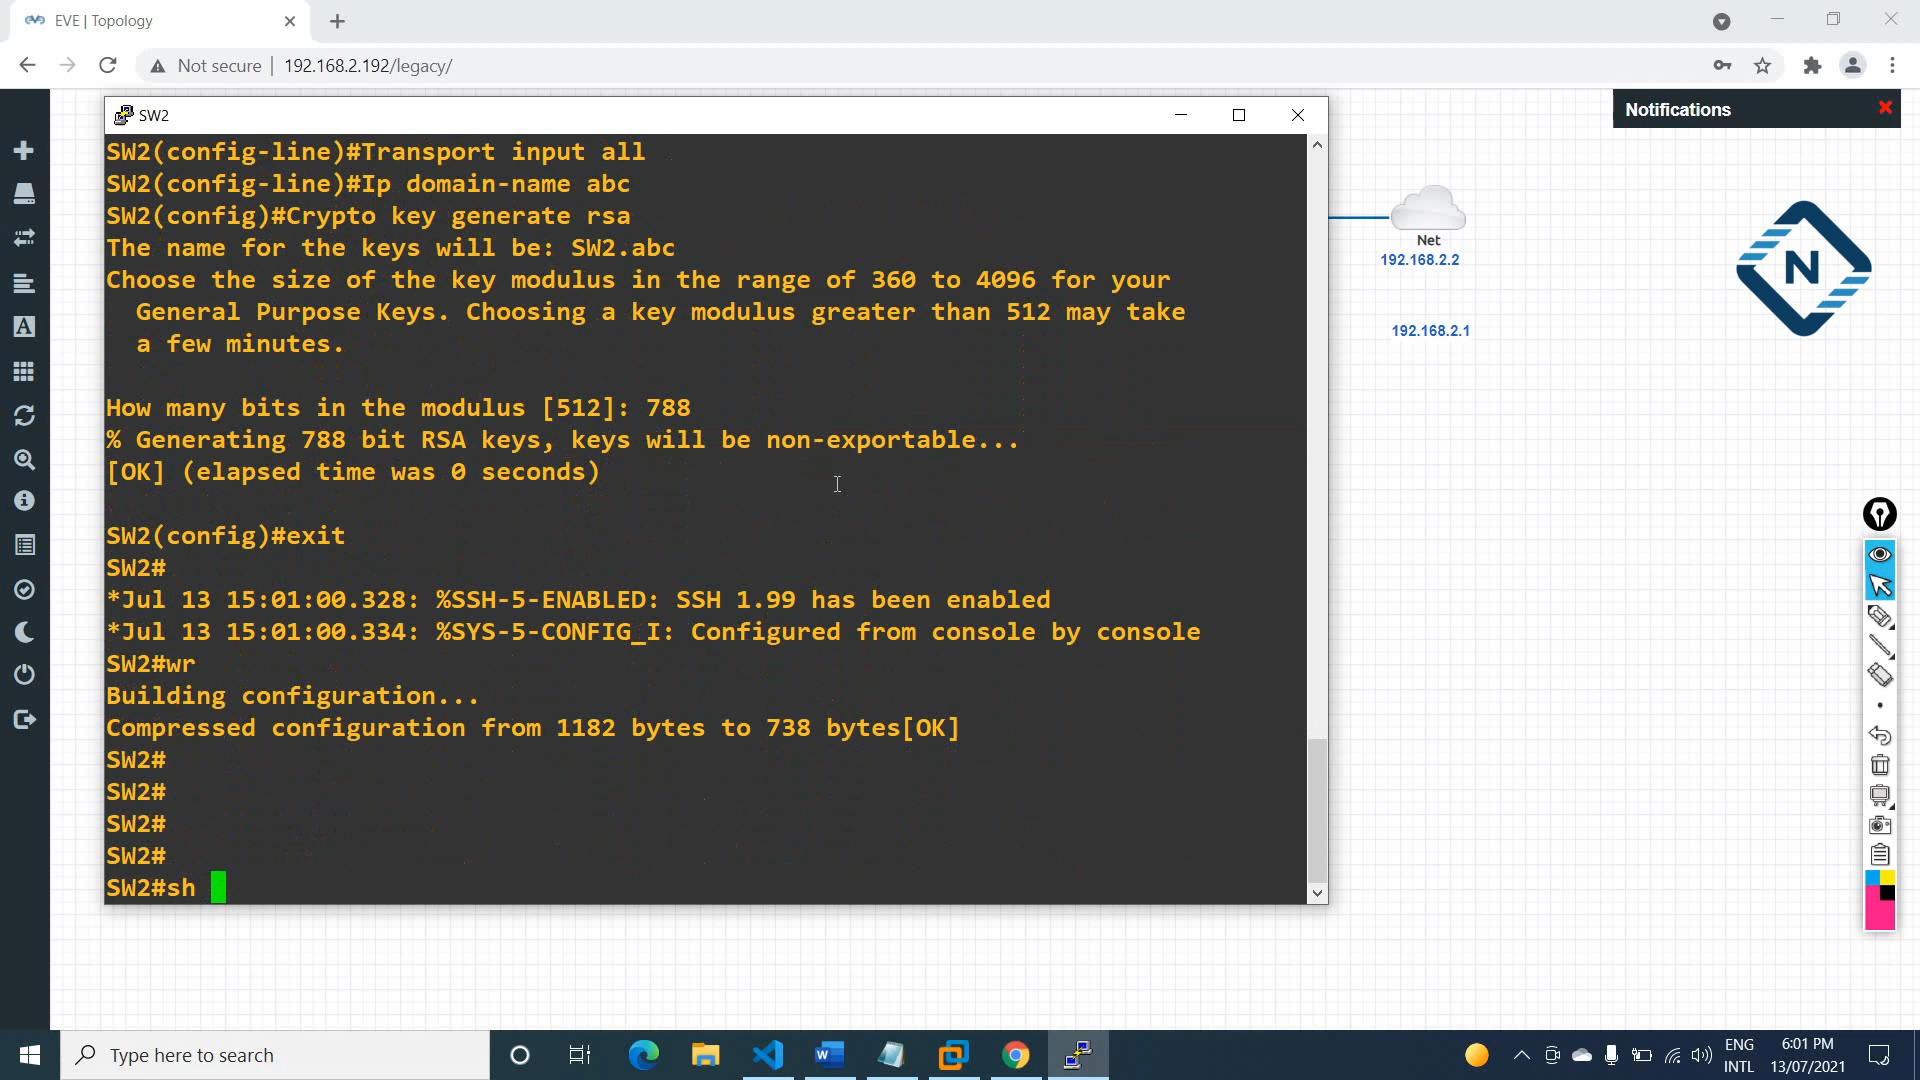 EVE | Topology
Not secure
192.168.2.192/legacy/
SW2
Notifications
SW2(config-line)#Transport input all
SW2(config-line)#Ip domain-name abc
SW2(config)#Crypto key generate rsa
The name for the keys will be: SW2.abc
Choose the size of the key modulus in the range of 360 to 4096 for your
General Purpose Keys. Choosing a key modulus greater than 512 may take
a few minutes.
How many bits in the modulus [512]: 788
% Generating 788 bit RSA keys, keys will be non-exportable...
[OK] (elapsed time was 0 seconds)
SW2(config)#exit
SW2#
*Jul 13 15:01:00.328: %SSH-5-ENABLED: SSH 1.99 has been enabled
*Jul 13 15:01:00.334: %SYS-5-CONFIG_I: Configured from console by console
SW2#wr
Building configuration...
Compressed configuration from 1182 bytes to 738 bytes[OK]
SW2#
SW2#
SW2#
SW2#
SW2#sh
Net
192.168.2.2
192.168.2.1
N
Type here to search
ENG
INTL
6:01 PM
13/07/2021